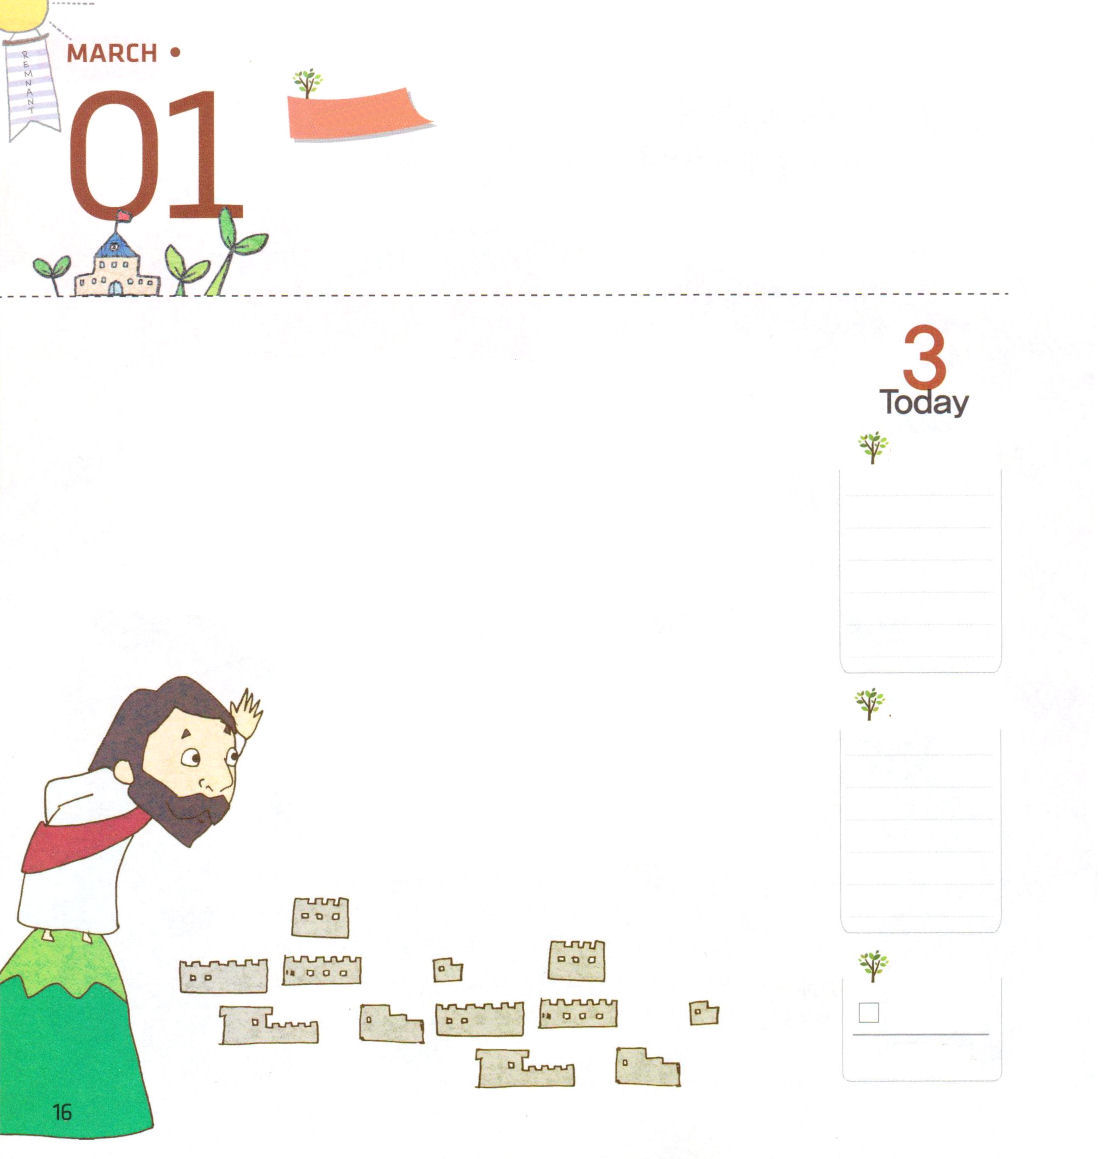 REMNANT
MARCH •
01
3
Today
16